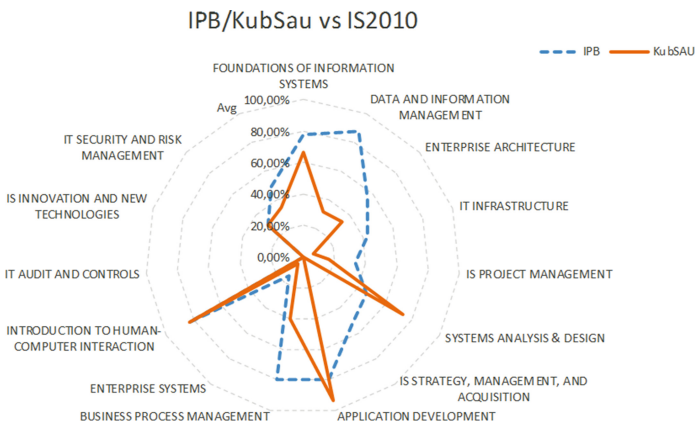 IPB/KubSau vs IS2010
IPB
KubSAU
FOUNDATIONS OF INFORMATION
SYSTEMS
100,00%
80,00%
60,00%
40,00%
20,00%
0,00%
DATA AND INFORMATION
MANAGEMENT
ENTERPRISE ARCHITECTURE
IT INFRASTRUCTURE
IS PROJECT MANAGEMENT
SYSTEMS ANALYSIS & DESIGN
IS STRATEGY, MANAGEMENT, AND
ACQUISITION
APPLICATION DEVELOPMENT
BUSINESS PROCESS MANAGEMENT
ENTERPRISE SYSTEMS
INTRODUCTION TO HUMAN-
COMPUTER INTERACTION
IT AUDIT AND CONTROLS
IS INNOVATION AND NEW
TECHNOLOGIES
IT SECURITY AND RISK
MANAGEMENT
Avg